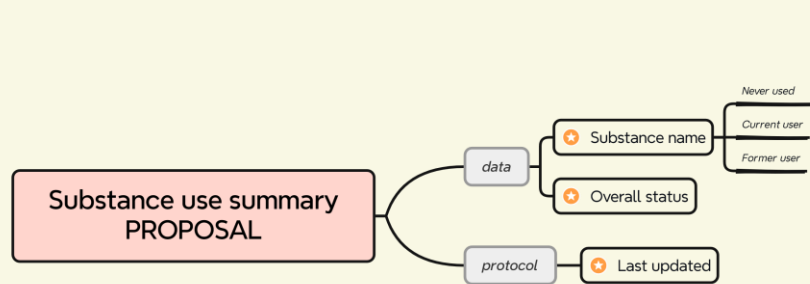 Substance use summary
PROPOSAL
data
Substance name
Never used
Current user
Former user
Overall status
protocol
Last updated